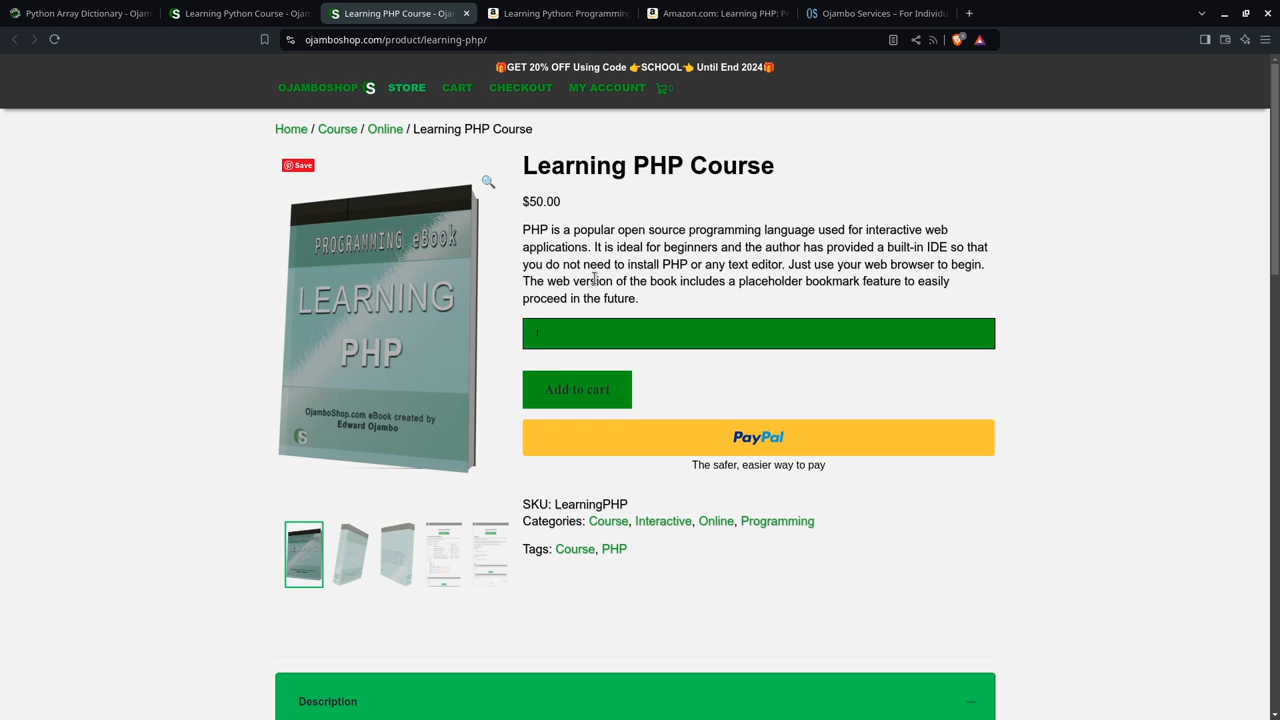 Python Array Dictionary - Ojam
Learning Python Course - Ojam
Learning PHP Course - Oja
Learning Python: Programming
Amazon.com: Learning PHP:
Ojambo Services – For Individu
ojamboshop.com/product/learning-php/
🎁GET 20% OFF Using Code 👉SCHOOL👈 Until End 2024🎁
OJAMBOSHOP S STORE CART CHECKOUT MY ACCOUNT 0
Home / Course / Online / Learning PHP Course
Save
PROGRAMMING eBook
LEARNING
PHP
OjamboShop.com eBook created by
Edward Ojambo
Learning PHP Course
$50.00
PHP is a popular open source programming language used for interactive web
applications. It is ideal for beginners and the author has provided a built-in IDE so that
you do not need to install PHP or any text editor. Just use your web browser to begin.
The web version of the book includes a placeholder bookmark feature to easily
proceed in the future.
1
Add to cart
PayPal
The safer, easier way to pay
SKU: LearningPHP
Categories: Course, Interactive, Online, Programming
Tags: Course, PHP
Description